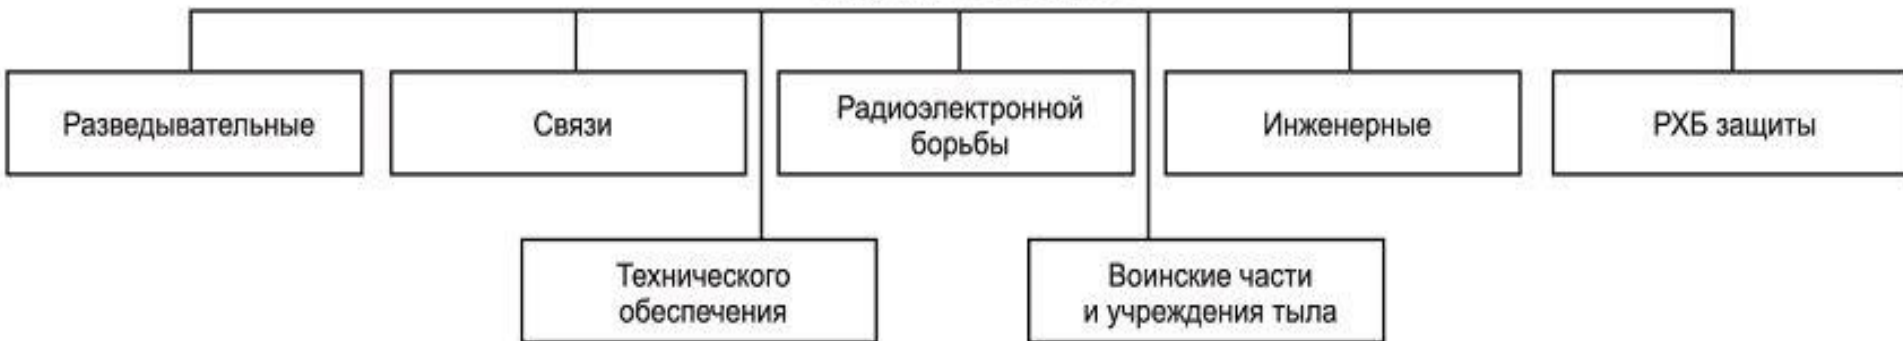 Разведывательные
Связи
Радиоэлектронной
борьбы
Инженерные
РХБ защиты
Технического
обеспечения
Воинские части
и учреждения тыла